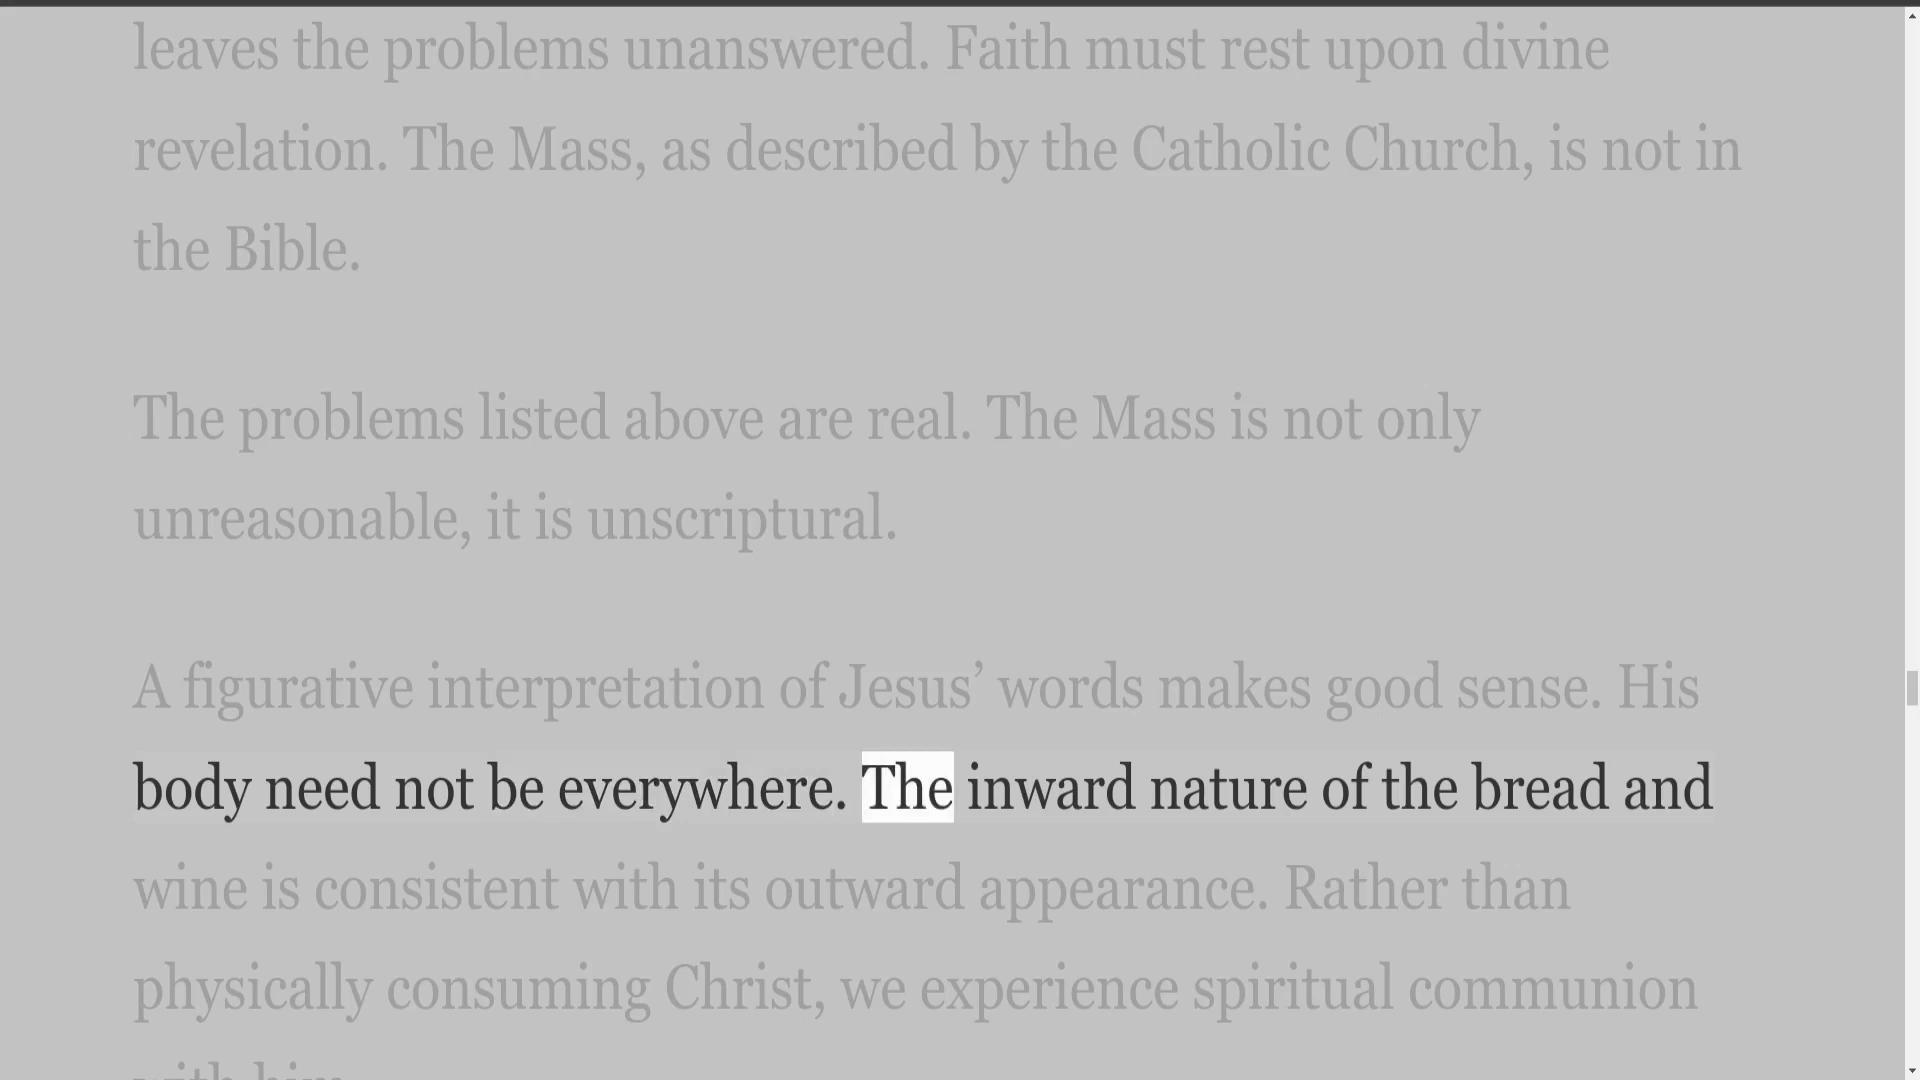 leaves the problems unanswered. Faith must rest upon divine
revelation. The Mass, as described by the Catholic Church, is not in
the Bible.
The problems listed above are real. The Mass is not only
unreasonable, it is unscriptural.
A figurative interpretation of Jesus’ words makes good sense. His
body need not be everywhere. The inward nature of the bread and
wine is consistent with its outward appearance. Rather than
physically consuming Christ, we experience spiritual communion
with him